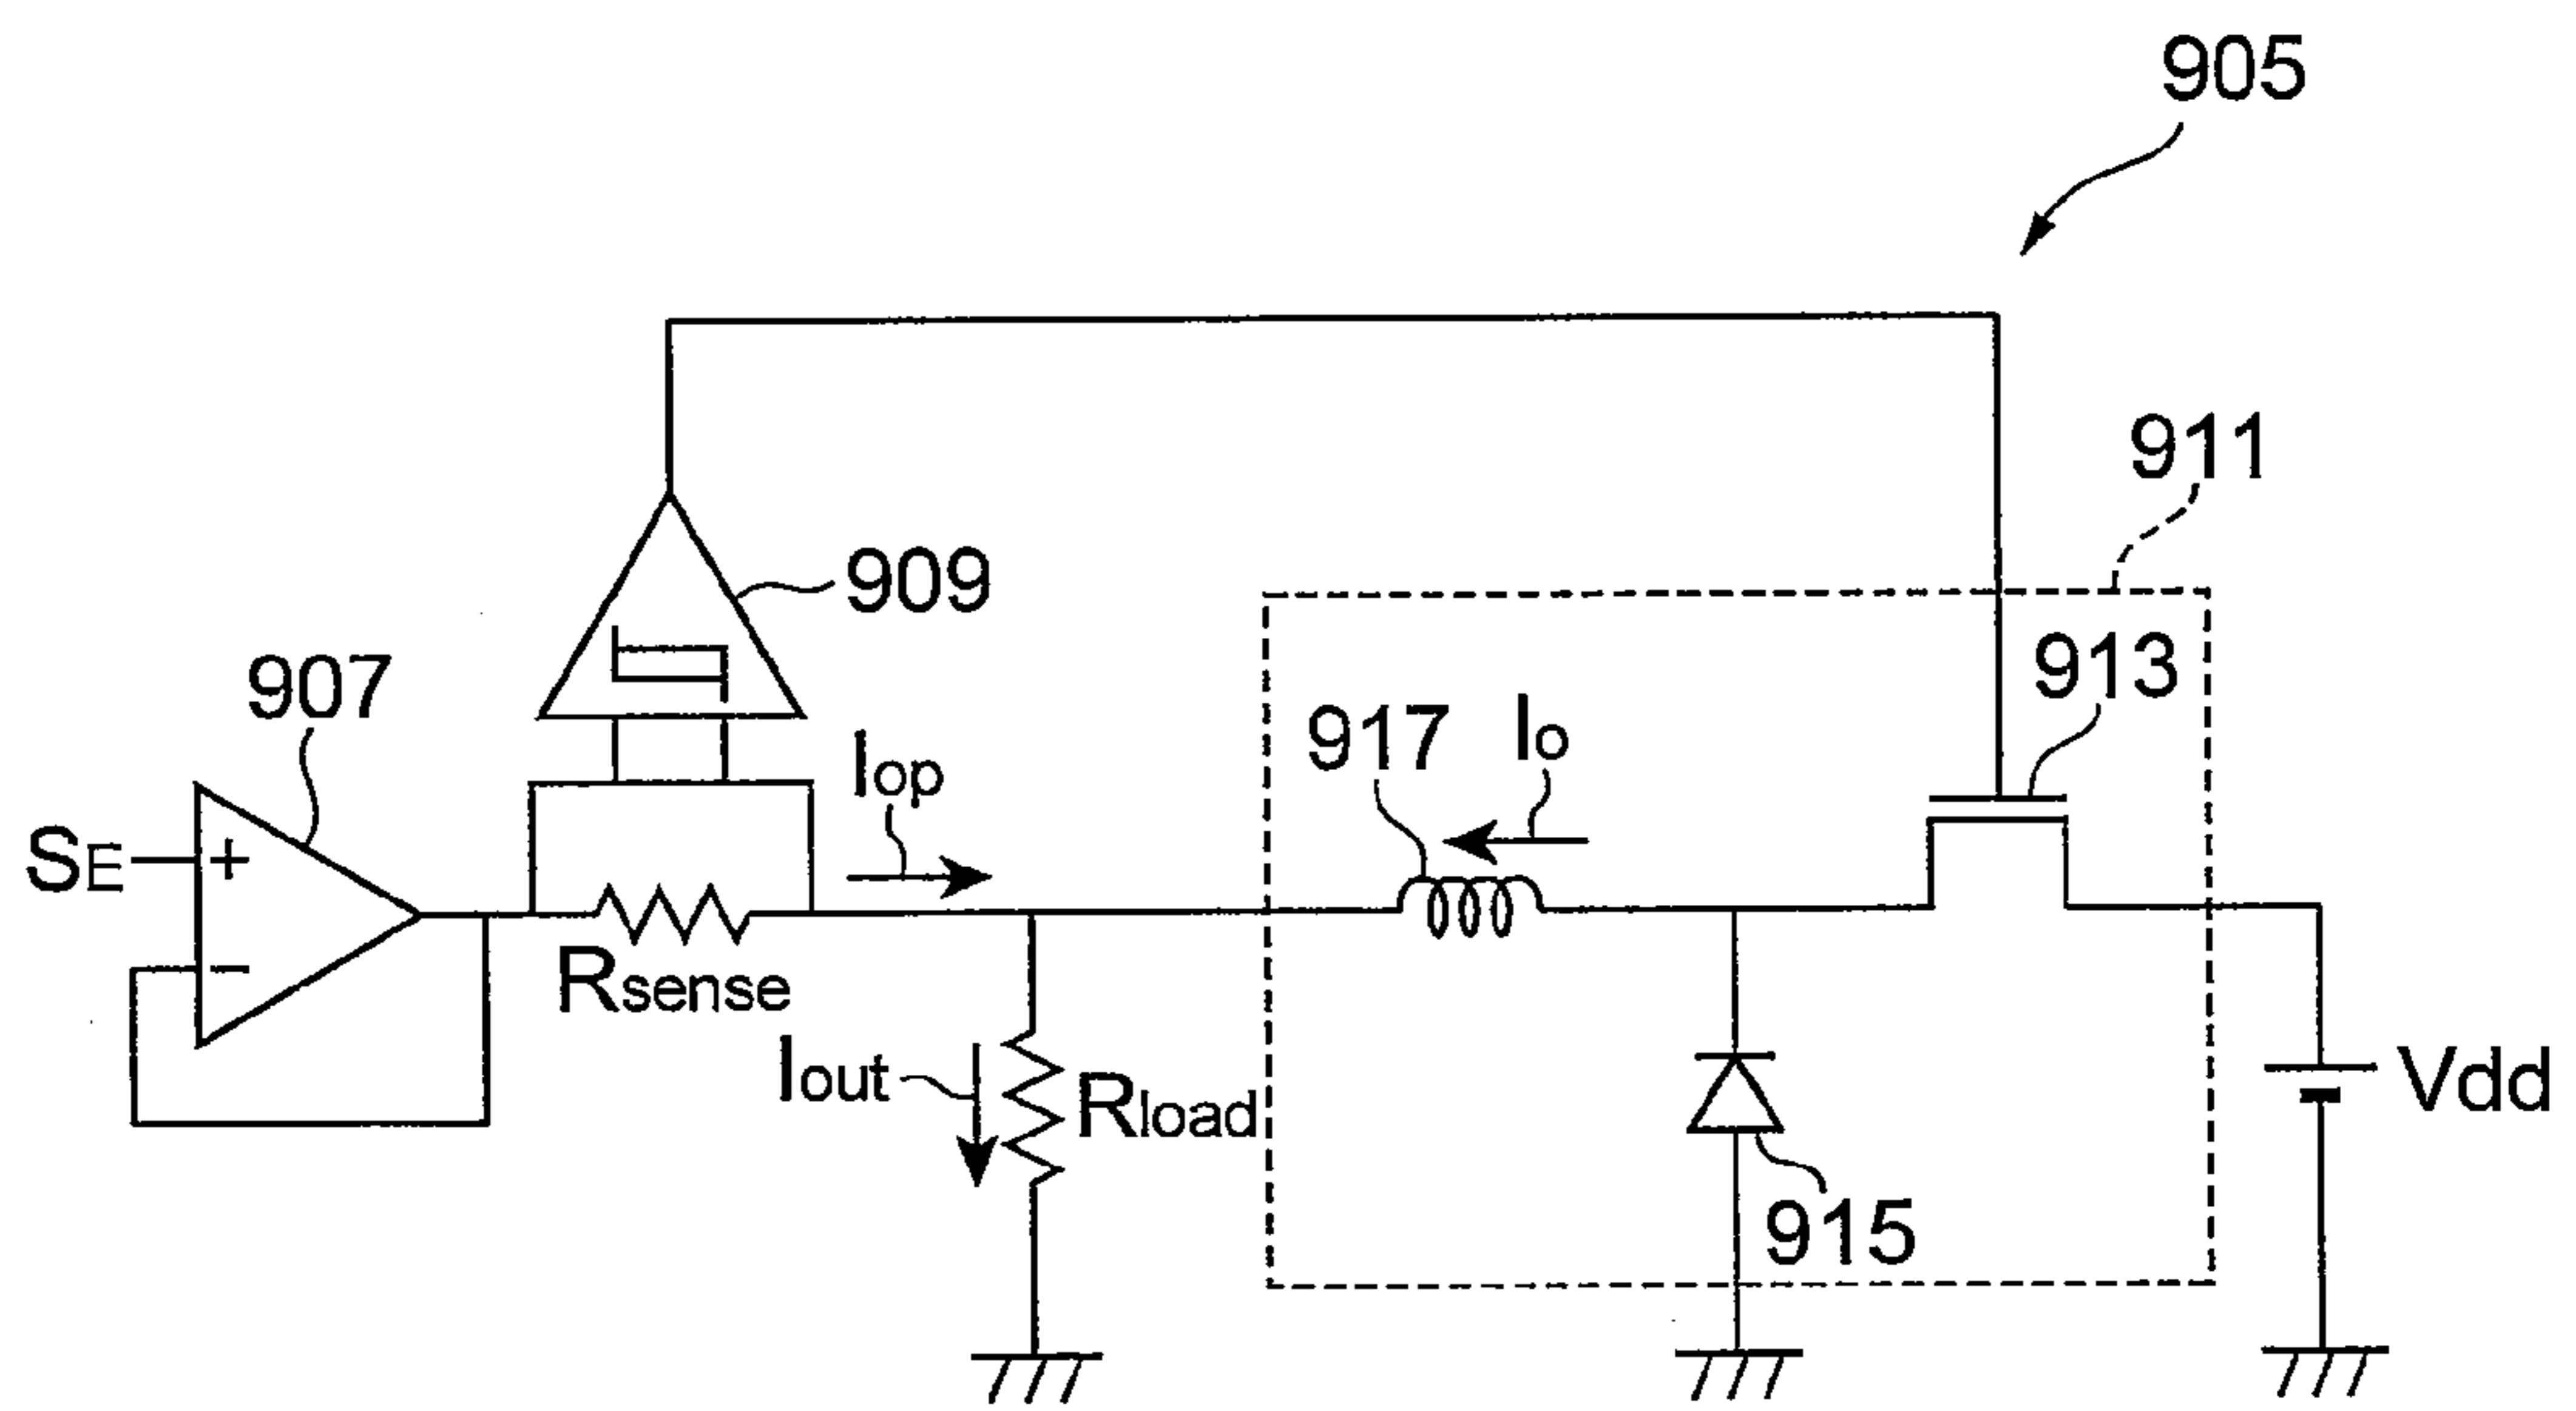 905
911
909
913
907
917
Io
Iop
SE
+
−
Rsense
Iout
Rload
Vdd
915